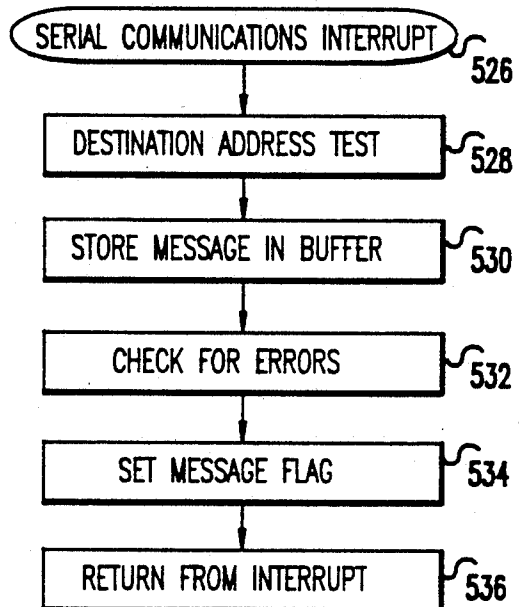 SERIAL COMMUNICATIONS INTERRUPT
526
DESTINATION ADDRESS TEST
528
STORE MESSAGE IN BUFFER
530
CHECK FOR ERRORS
532
SET MESSAGE FLAG
534
RETURN FROM INTERRUPT
536